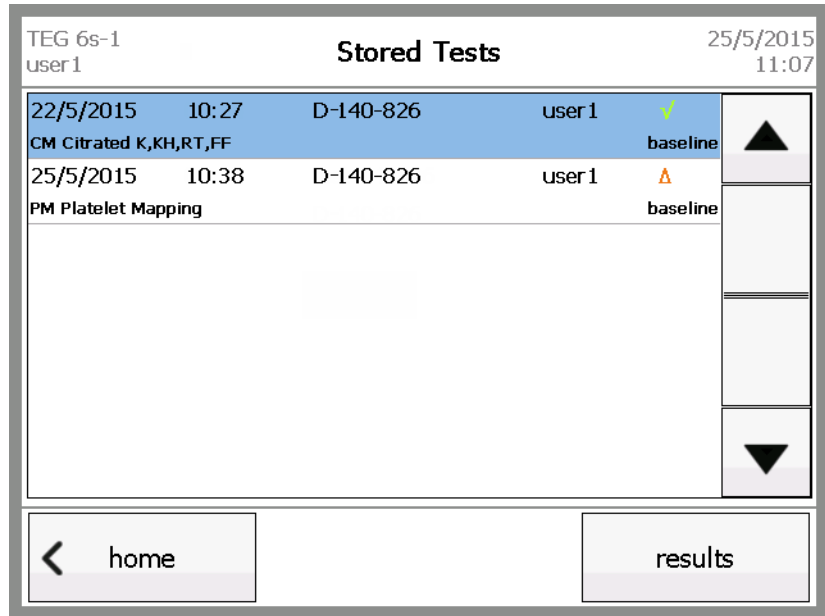 TEG 6s-1
user1
Stored Tests
25/5/2015
11:07
22/5/2015 10:27 D-140-826 user1 √
CM Citrated K,KH,RT,FF baseline
25/5/2015 10:38 D-140-826 user1 Δ
PM Platelet Mapping baseline
home
results